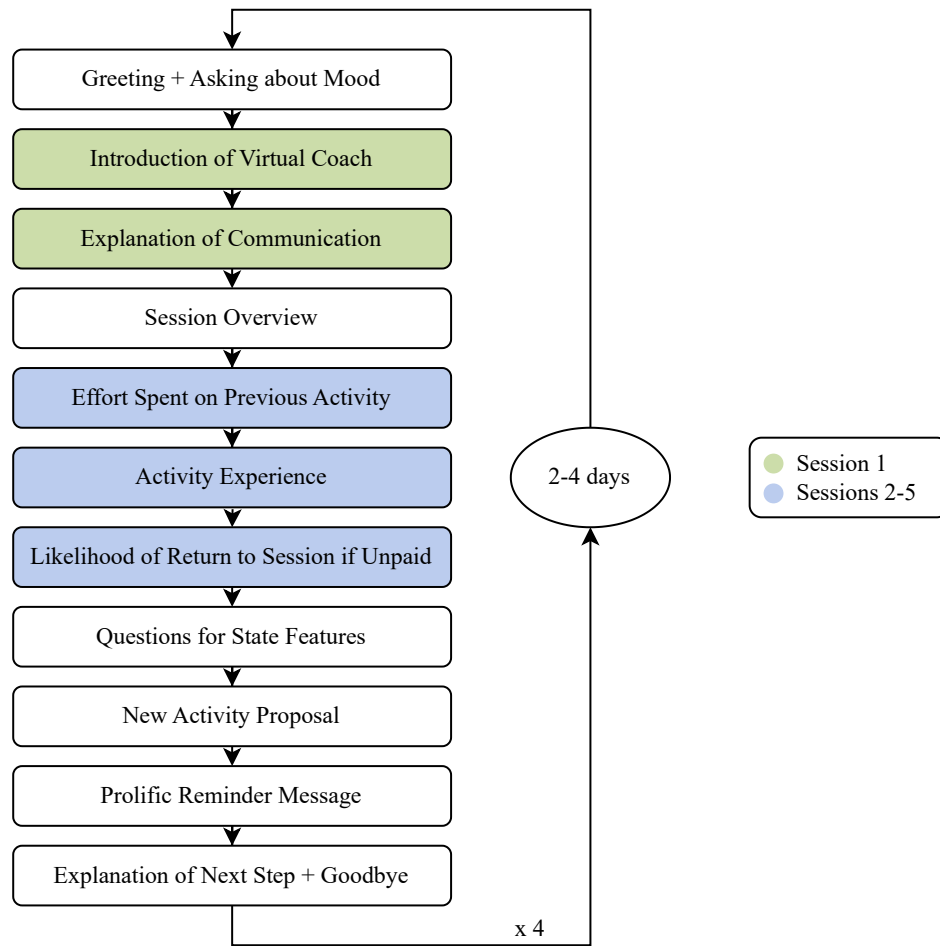 Greeting + Asking about Mood
Introduction of Virtual Coach
Explanation of Communication
Session Overview
Effort Spent on Previous Activity
Activity Experience
Likelihood of Return to Session if Unpaid
Questions for State Features
New Activity Proposal
Prolific Reminder Message
Explanation of Next Step + Goodbye
x 4
2-4 days
Session 1
Sessions 2-5